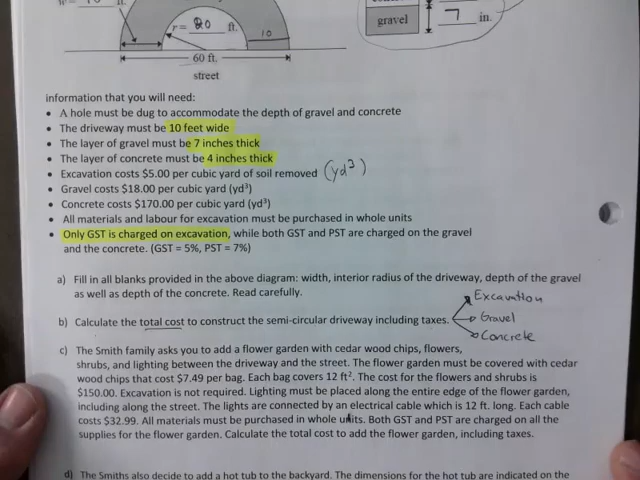 r = 20 ft.
10
60 ft.
street
gravel 7 in.
information that you will need:
• A hole must be dug to accommodate the depth of gravel and concrete
• The driveway must be 10 feet wide
• The layer of gravel must be 7 inches thick
• The layer of concrete must be 4 inches thick
• Excavation costs $5.00 per cubic yard of soil removed (yd³)
• Gravel costs $18.00 per cubic yard (yd³)
• Concrete costs $170.00 per cubic yard (yd³)
• All materials and labour for excavation must be purchased in whole units
• Only GST is charged on excavation, while both GST and PST are charged on the gravel
and the concrete. (GST = 5%, PST = 7%)
a) Fill in all blanks provided in the above diagram: width, interior radius of the driveway, depth of the gravel
as well as depth of the concrete. Read carefully.
Excavation
b) Calculate the total cost to construct the semi-circular driveway including taxes. Gravel
Concrete
c) The Smith family asks you to add a flower garden with cedar wood chips, flowers,
shrubs, and lighting between the driveway and the street. The flower garden must be covered with cedar
wood chips that cost $7.49 per bag. Each bag covers 12 ft². The cost for the flowers and shrubs is
$150.00. Excavation is not required. Lighting must be placed along the entire edge of the flower garden,
including along the street. The lights are connected by an electrical cable which is 12 ft. long. Each cable
costs $32.99. All materials must be purchased in whole units. Both GST and PST are charged on all the
supplies for the flower garden. Calculate the total cost to add the flower garden, including taxes.
d) The Smiths also decide to add a hot tub to the backyard. The dimensions for the hot tub are indicated on the